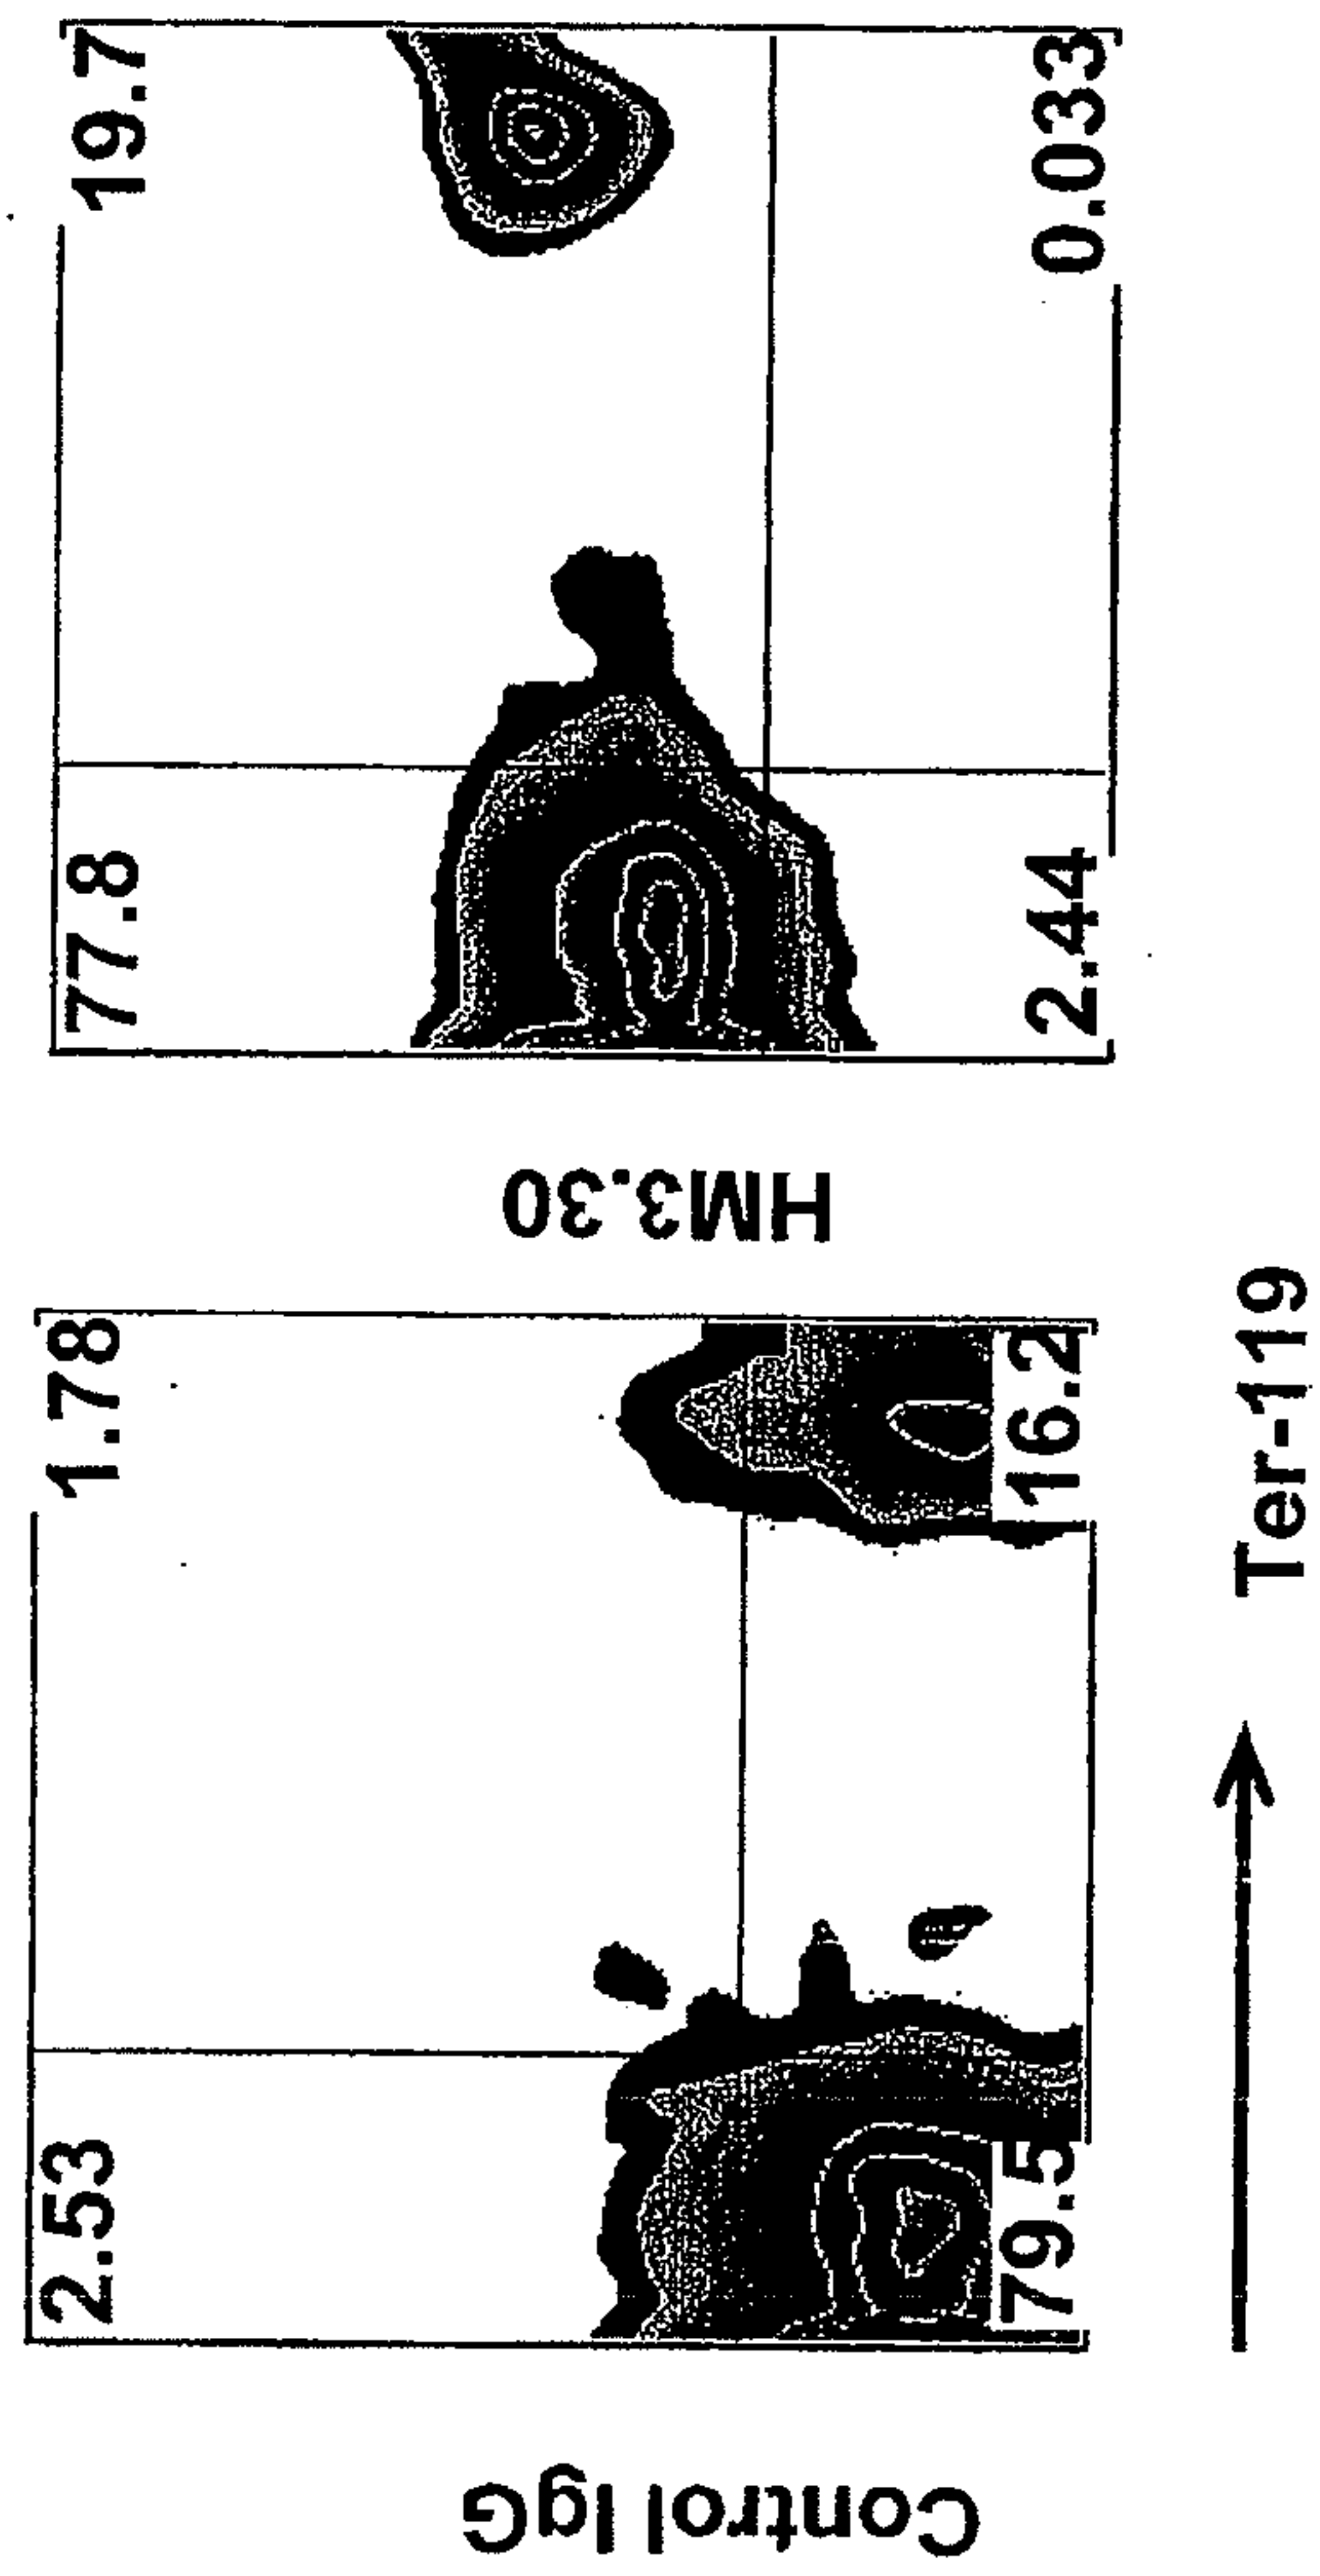 Control IgG
2.53
1.78
79.5
16.2
HM3.30
77.8
19.7
2.44
0.033
Ter-119